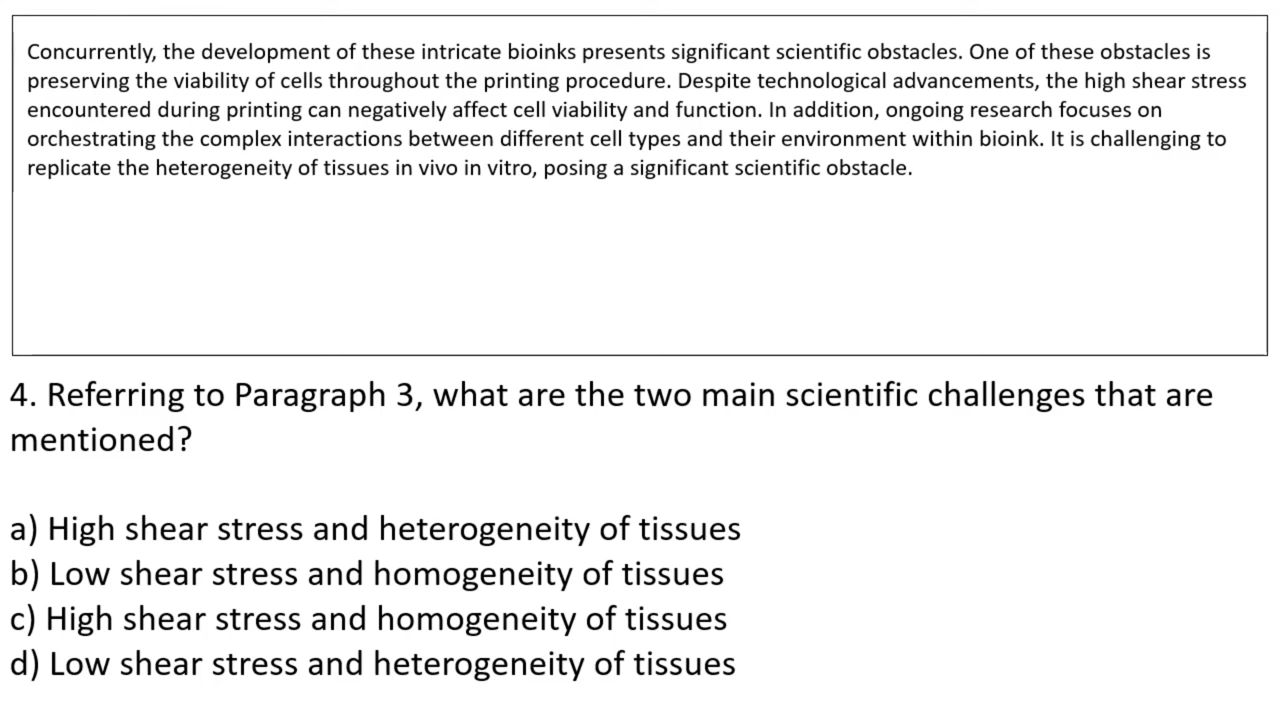 Concurrently, the development of these intricate bioinks presents significant scientific obstacles. One of these obstacles is
preserving the viability of cells throughout the printing procedure. Despite technological advancements, the high shear stress
encountered during printing can negatively affect cell viability and function. In addition, ongoing research focuses on
orchestrating the complex interactions between different cell types and their environment within bioink. It is challenging to
replicate the heterogeneity of tissues in vivo in vitro, posing a significant scientific obstacle.
4. Referring to Paragraph 3, what are the two main scientific challenges that are
mentioned?
a) High shear stress and heterogeneity of tissues
b) Low shear stress and homogeneity of tissues
c) High shear stress and homogeneity of tissues
d) Low shear stress and heterogeneity of tissues